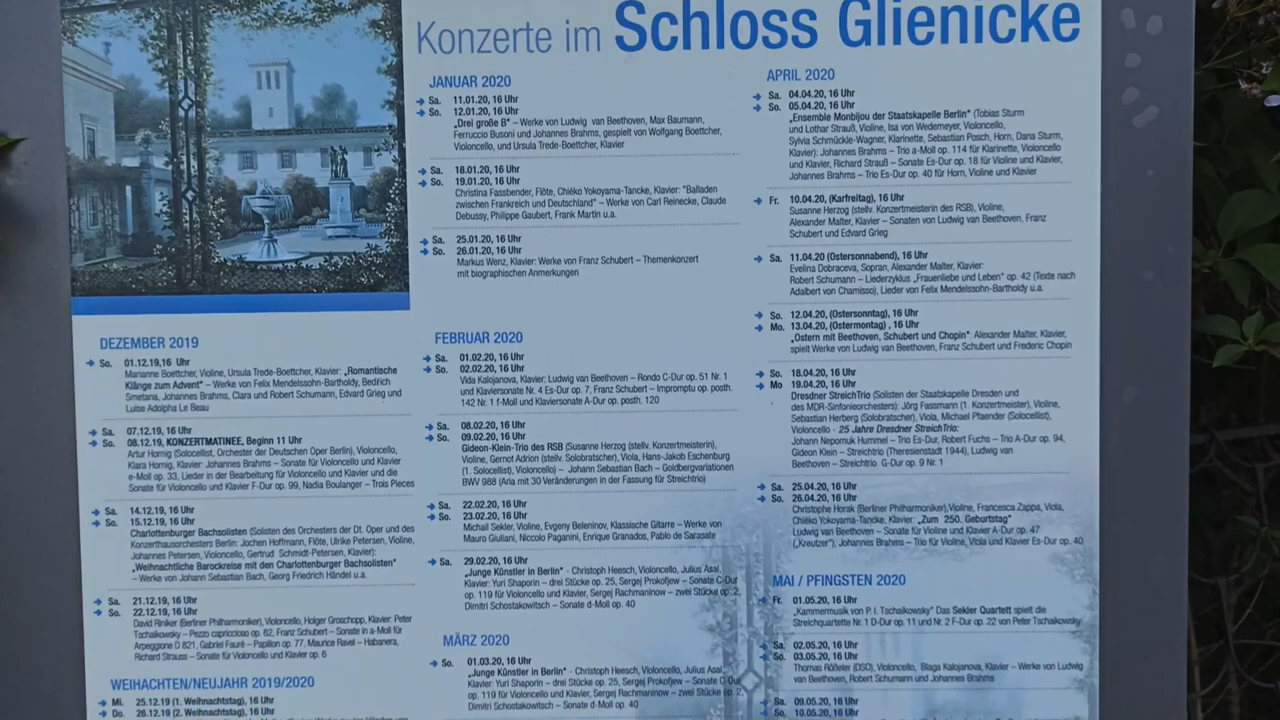 Konzerte im Schloss Glienicke
DEZEMBER 2019
So. 01.12.19,16 Uhr
Marianne Boettcher, Violine, Ursula Trede-Boettcher, Klavier: „Romantische
Klänge zum Advent“ – Werke von Felix Mendelssohn-Bartholdy, Bedrich
Smetana, Johannes Brahms, Clara und Robert Schumann, Edvard Grieg und
Luise Adolpha Le Beau
Sa. 07.12.19, 16 Uhr
So. 08.12.19, KONZERTMATINEE, Beginn 11 Uhr
Artur Hornig (Solocellist, Orchester der Deutschen Oper Berlin), Violoncello,
Klara Hornig, Klavier: Johannes Brahms – Sonate für Violoncello und Klavier
e-Moll op. 33, Lieder in der Bearbeitung für Violoncello und Klavier und die
Sonate für Violoncello und Klavier F-Dur op. 99, Nadia Boulanger – Trois Pieces
Sa. 14.12.19, 16 Uhr
So. 15.12.19, 16 Uhr
Charlottenburger Bachsolisten (Solisten des Orchesters der Dt. Oper und des
Konzerthausorchesters Berlin: Jochen Hoffmann, Flöte, Ulrike Petersen, Violine,
Johannes Petersen, Violoncello, Gertrud Schmidt-Petersen, Klavier):
„Weihnachtliche Barockreise mit den Charlottenburger Bachsolisten“
– Werke von Johann Sebastian Bach, Georg Friedrich Händel u.a.
Sa. 21.12.19, 16 Uhr
So. 22.12.19, 16 Uhr
David Riniker (Berliner Philharmoniker), Violoncello, Holger Groschopp, Klavier: Peter
Tschaikowsky – Pezzo capriccioso op. 62, Franz Schubert – Sonate in a-Moll für
Arpeggione D 821, Gabriel Fauré – Papillon op. 77, Maurice Ravel – Habanera,
Richard Strauss – Sonate für Violoncello und Klavier op. 6
WEIHACHTEN/NEUJAHR 2019/2020
Mi. 25.12.19 (1. Weihnachtstag), 16 Uhr
Do. 26.12.19 (2. Weihnachtstag), 16 Uhr
JANUAR 2020
Sa. 11.01.20, 16 Uhr
So. 12.01.20, 16 Uhr
„Drei große B“ – Werke von Ludwig van Beethoven, Max Baumann,
Ferruccio Busoni und Johannes Brahms, gespielt von Wolfgang Boettcher,
Violoncello, und Ursula Trede-Boettcher, Klavier
Sa. 18.01.20, 16 Uhr
So. 19.01.20, 16 Uhr
Christina Fassbender, Flöte, Chiéko Yokoyama-Tancke, Klavier: "Balladen
zwischen Frankreich und Deutschland" – Werke von Carl Reinecke, Claude
Debussy, Philippe Gaubert, Frank Martin u.a.
Sa. 25.01.20, 16 Uhr
So. 26.01.20, 16 Uhr
Markus Wenz, Klavier: Werke von Franz Schubert – Themenkonzert
mit biographischen Anmerkungen
FEBRUAR 2020
Sa. 01.02.20, 16 Uhr
So. 02.02.20, 16 Uhr
Vida Kalojanova, Klavier: Ludwig van Beethoven – Rondo C-Dur op. 51 Nr. 1
und Klaviersonate Nr. 4 Es-Dur op. 7, Franz Schubert – Impromptu op. posth.
142 Nr. 1 f-Moll und Klaviersonate A-Dur op. posth. 120
Sa. 08.02.20, 16 Uhr
So. 09.02.20, 16 Uhr
Gideon-Klein-Trio des RSB (Susanne Herzog (stellv. Konzertmeisterin),
Violine, Gernot Adrion (stellv. Solobratscher), Viola, Hans-Jakob Eschenburg
(1. Solocellist), Violoncello) – Johann Sebastian Bach – Goldbergvariationen
BWV 988 (Aria mit 30 Veränderungen in der Fassung für Streichtrio)
Sa. 22.02.20, 16 Uhr
So. 23.02.20, 16 Uhr
Michail Sekler, Violine, Evgeny Beleninov, Klassische Gitarre – Werke von
Mauro Giuliani, Niccolo Paganini, Enrique Granados, Pablo de Sarasate
Sa. 29.02.20, 16 Uhr
„Junge Künstler in Berlin“ - Christoph Heesch, Violoncello, Julius Asal,
Klavier: Yuri Shaporin – drei Stücke op. 25, Sergej Prokofjew – Sonate C-Dur
op. 119 für Violoncello und Klavier, Sergej Rachmaninow – zwei Stücke op. 2,
Dimitri Schostakowitsch – Sonate d-Moll op. 40
MÄRZ 2020
So. 01.03.20, 16 Uhr
„Junge Künstler in Berlin“ - Christoph Heesch, Violoncello, Julius Asal,
Klavier: Yuri Shaporin – drei Stücke op. 25, Sergej Prokofjew – Sonate C-Dur
op. 119 für Violoncello und Klavier, Sergej Rachmaninow – zwei Stücke op. 2,
Dimitri Schostakowitsch – Sonate d-Moll op. 40
APRIL 2020
Sa. 04.04.20, 16 Uhr
So. 05.04.20, 16 Uhr
„Ensemble Monbijou der Staatskapelle Berlin“ (Tobias Sturm
und Lothar Strauß, Violine, Isa von Wedemeyer, Violoncello,
Sylvia Schmückle-Wagner, Klarinette, Sebastian Posch, Horn, Dana Sturm,
Klavier): Johannes Brahms – Trio a-Moll op. 114 für Klarinette, Violoncello
und Klavier, Richard Strauß – Sonate Es-Dur op. 18 für Violine und Klavier,
Johannes Brahms – Trio Es-Dur op. 40 für Horn, Violine und Klavier
Fr. 10.04.20, (Karfreitag), 16 Uhr
Susanne Herzog (stellv. Konzertmeisterin des RSB), Violine,
Alexander Malter, Klavier – Sonaten von Ludwig van Beethoven, Franz
Schubert und Edvard Grieg
Sa. 11.04.20 (Ostersonnabend), 16 Uhr
Evelina Dobraceva, Sopran, Alexander Malter, Klavier:
Robert Schumann – Liederzyklus „Frauenliebe und Leben“ op. 42 (Texte nach
Adalbert von Chamisso), Lieder von Felix Mendelssohn-Bartholdy u.a.
So. 12.04.20, (Ostersonntag), 16 Uhr
Mo. 13.04.20, (Ostermontag) , 16 Uhr
„Ostern mit Beethoven, Schubert und Chopin“: Alexander Malter, Klavier,
spielt Werke von Ludwig van Beethoven, Franz Schubert und Frederic Chopin
So. 18.04.20, 16 Uhr
Mo 19.04.20, 16 Uhr
Dresdner StreichTrio (Solisten der Staatskapelle Dresden und
des MDR-Sinfonieorchesters): Jörg Fassmann (1. Konzertmeister), Violine,
Sebastian Herberg (Solobratscher), Viola, Michael Pfaender (Solocellist),
Violoncello - 25 Jahre Dresdner StreichTrio:
Johann Nepomuk Hummel – Trio Es-Dur, Robert Fuchs – Trio A-Dur op. 94,
Gideon Klein – Streichtrio (Theresienstadt 1944), Ludwig van
Beethoven – Streichtrio G-Dur op. 9 Nr. 1
Sa. 25.04.20, 16 Uhr
So. 26.04.20, 16 Uhr
Christophe Horak (Berliner Philharmoniker),Violine, Francesca Zappa, Viola,
Chiéko Yokoyama-Tancke, Klavier: „Zum 250. Geburtstag“
Ludwig van Beethoven – Sonate für Violine und Klavier A-Dur op. 47
(„Kreutzer“), Johannes Brahms – Trio für Violine, Viola und Klavier Es-Dur op. 40
MAI / PFINGSTEN 2020
Fr. 01.05.20, 16 Uhr
„Kammermusik von P. I. Tschaikowsky“ Das Sekler Quartett spielt die
Streichquartette Nr. 1 D-Dur op. 11 und Nr. 2 F-Dur op. 22 von Peter Tschaikowsky
Sa. 02.05.20, 16 Uhr
So. 03.05.20, 16 Uhr
Thomas Rößeler (DSO), Violoncello, Blaga Kalojanova, Klavier – Werke von Ludwig
van Beethoven, Robert Schumann und Johannes Brahms
Sa. 09.05.20, 16 Uhr
So. 10.05.20, 16 Uhr